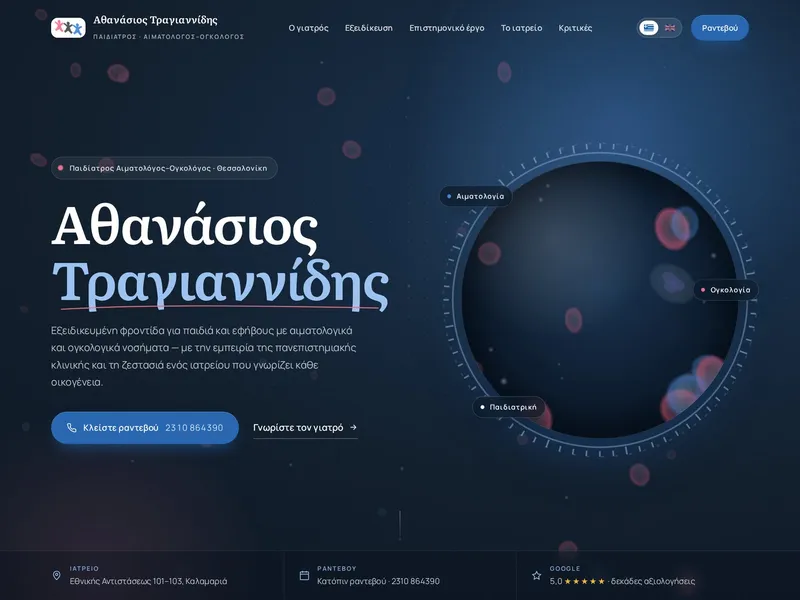 Αθανάσιος Τραγιαννίδης
ΠΑΙΔΙΑΤΡΟΣ · ΑΙΜΑΤΟΛΟΓΟΣ-ΟΓΚΟΛΟΓΟΣ
Ο γιατρός
Εξειδίκευση
Επιστημονικό έργο
Το ιατρείο
Κριτικές
Ραντεβού
Παιδίατρος Αιματολόγος-Ογκολόγος · Θεσσαλονίκη
Αθανάσιος
Τραγιαννίδης
Εξειδικευμένη φροντίδα για παιδιά και εφήβους με αιματολογικά
και ογκολογικά νοσήματα — με την εμπειρία της πανεπιστημιακής
κλινικής και τη ζεστασιά ενός ιατρείου που γνωρίζει κάθε
οικογένεια.
Κλείστε ραντεβού 2310 864390
Γνωρίστε τον γιατρό →
Αιματολογία
Ογκολογία
Παιδιατρική
ΙΑΤΡΕΙΟ
Εθνικής Αντιστάσεως 101–103, Καλαμαριά
ΡΑΝΤΕΒΟΥ
Κατόπιν ραντεβού · 2310 864390
GOOGLE
5,0 ★★★★★ · δεκάδες αξιολογήσεις